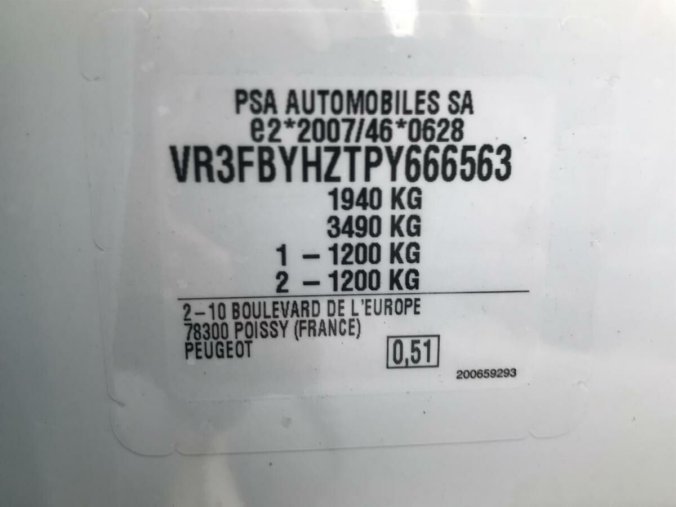 PSA AUTOMOBILES SA
e2*2007/46*0628
VR3FBYHZTPY666563
1940 KG
3490 KG
1 – 1200 KG
2 – 1200 KG
2–10 BOULEVARD DE L'EUROPE
78300 POISSY (FRANCE)
PEUGEOT
0,51
200659293